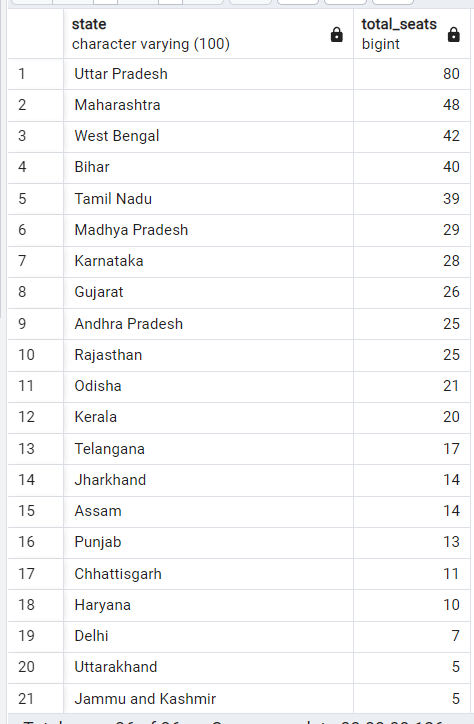 state total_seats
character varying (100) bigint
1 Uttar Pradesh 80
2 Maharashtra 48
3 West Bengal 42
4 Bihar 40
5 Tamil Nadu 39
6 Madhya Pradesh 29
7 Karnataka 28
8 Gujarat 26
9 Andhra Pradesh 25
10 Rajasthan 25
11 Odisha 21
12 Kerala 20
13 Telangana 17
14 Jharkhand 14
15 Assam 14
16 Punjab 13
17 Chhattisgarh 11
18 Haryana 10
19 Delhi 7
20 Uttarakhand 5
21 Jammu and Kashmir 5